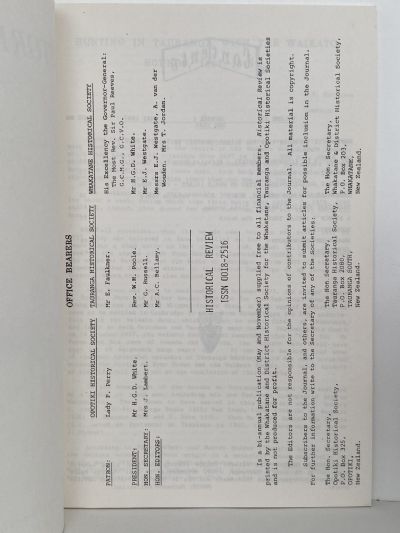 OFFICE BEARERS
OPOTIKI HISTORICAL SOCIETY TAURANGA HISTORICAL SOCIETY WHAKATANE HISTORICAL SOCIETY
PATRON: Lady P. Perry Mr E. Faulkner. His Excellency the Governor-General:
The Most Rev. Sir Paul Reeves,
G.C.M.G., G.C.V.O.
PRESIDENT: Mr H.G.D. White. Rev. W.H. Poole. Mr H.G.D. White.
HON. SECRETARY: Mrs J. Lambert. Mr G. Russell. Mr E.J. Westgate.
HON. EDITORS: Mr A.C. Bellamy. Messrs E.J. Westgate, A. van der
Wouden, Mrs T. Jordan.
HISTORICAL REVIEW
ISSN 0018-2516
Is a bi-annual publication (May and November) supplied free to all financial members. Historical Review is
printed by the Whakatane and District Historical Society for the Whakatane, Tauranga and Opotiki Historical Societies
and is not produced for profit.
The Editors are not responsible for the opinions of contributors to the Journal. All material is copyright.
Subscribers to the Journal, and others, are invited to submit articles for possible inclusion in the Journal.
For further information write to the Secretary of any of the Societies:
The Hon. Secretary, The Hon Secretary, The Hon. Secretary,
Opotiki Historical Society, Tauranga Historical Society, Whakatane & District Historical Society,
P.O. Box 356, P.O. Box 2080, P.O. Box 203,
OPOTIKI, TAURANGA SOUTH, WHAKATANE,
New Zealand. New Zealand New Zealand.